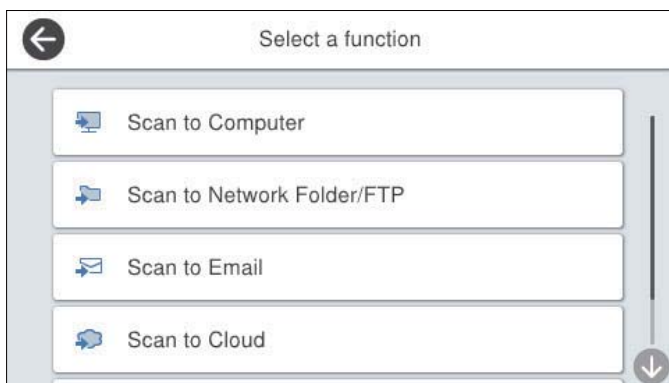 Select a function
Scan to Computer
Scan to Network Folder/FTP
Scan to Email
Scan to Cloud